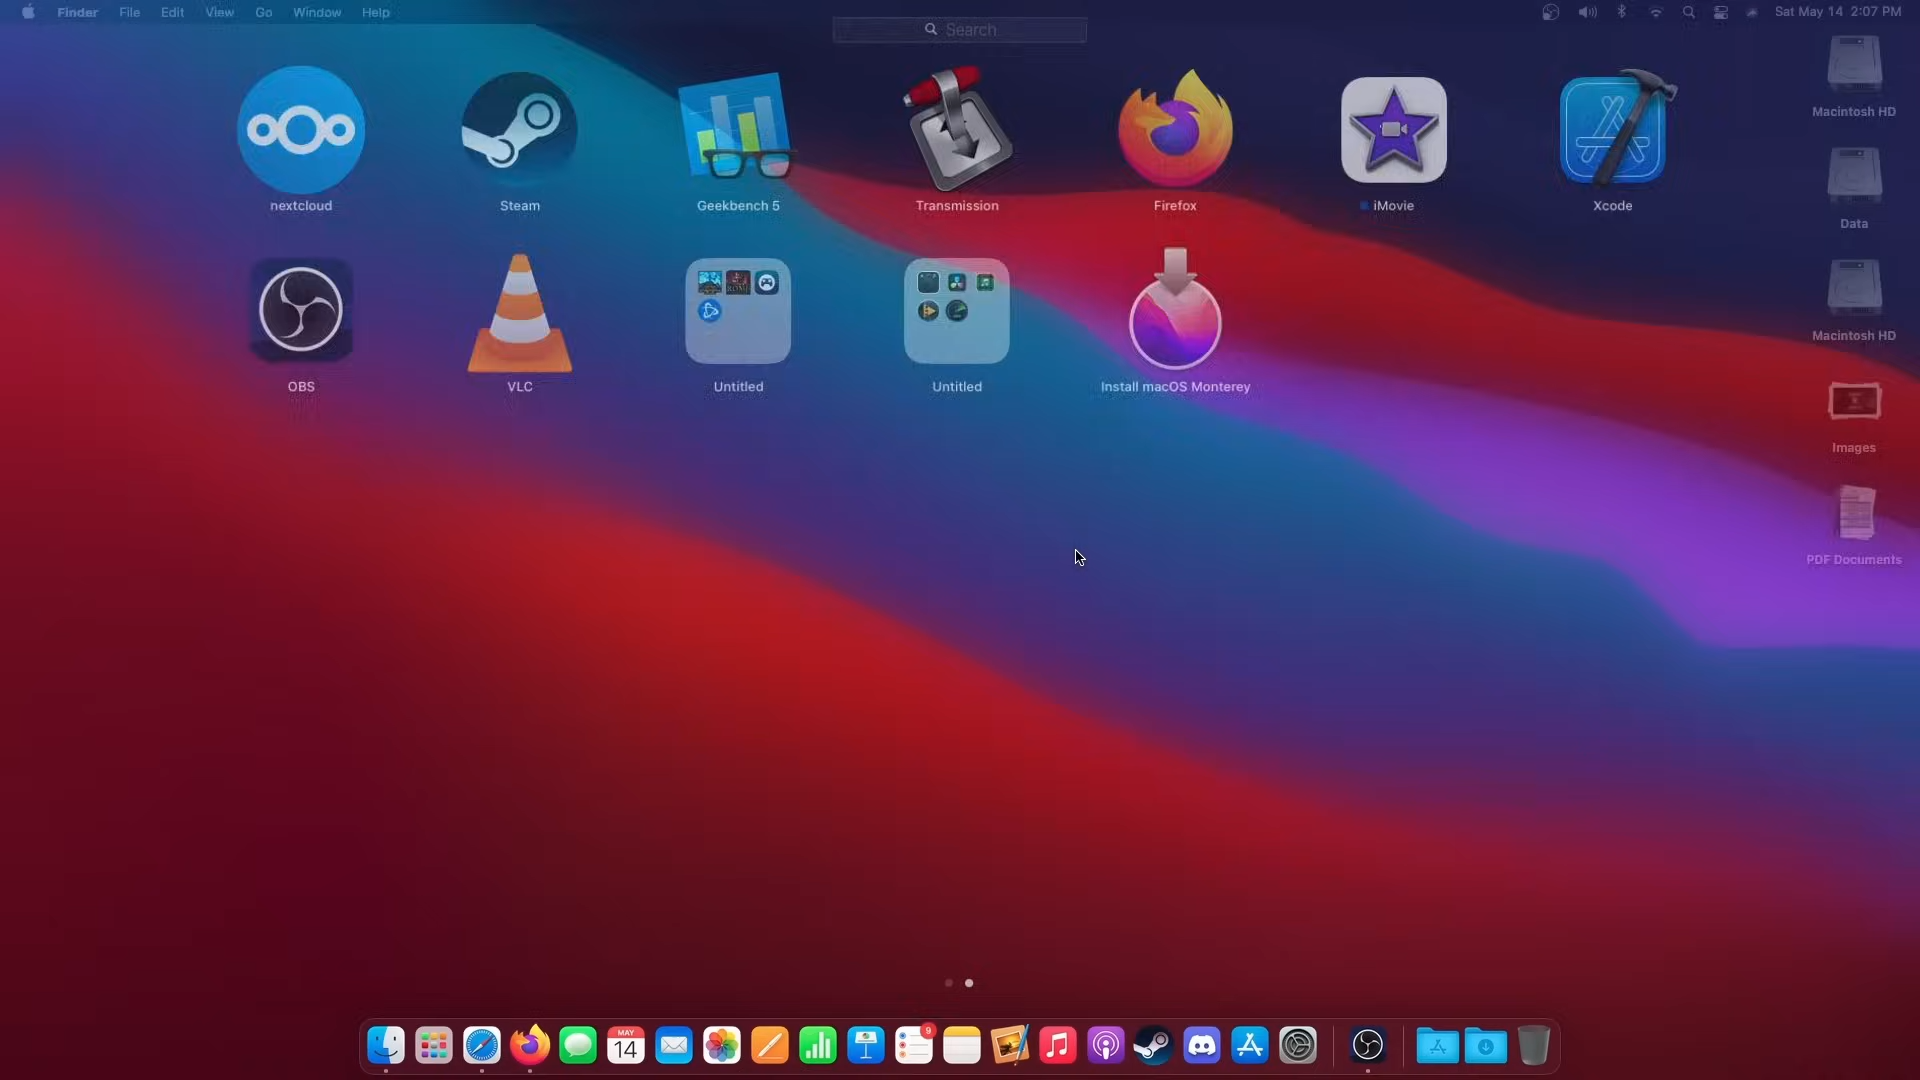 Finder File Edit View Go Window Help
Sat May 14 2:07 PM
Search
nextcloud
Steam
Geekbench 5
Transmission
Firefox
iMovie
Xcode
OBS
VLC
Untitled
Untitled
Install macOS Monterey
Macintosh HD
Data
Macintosh HD
Images
PDF Documents
MAY
14
9